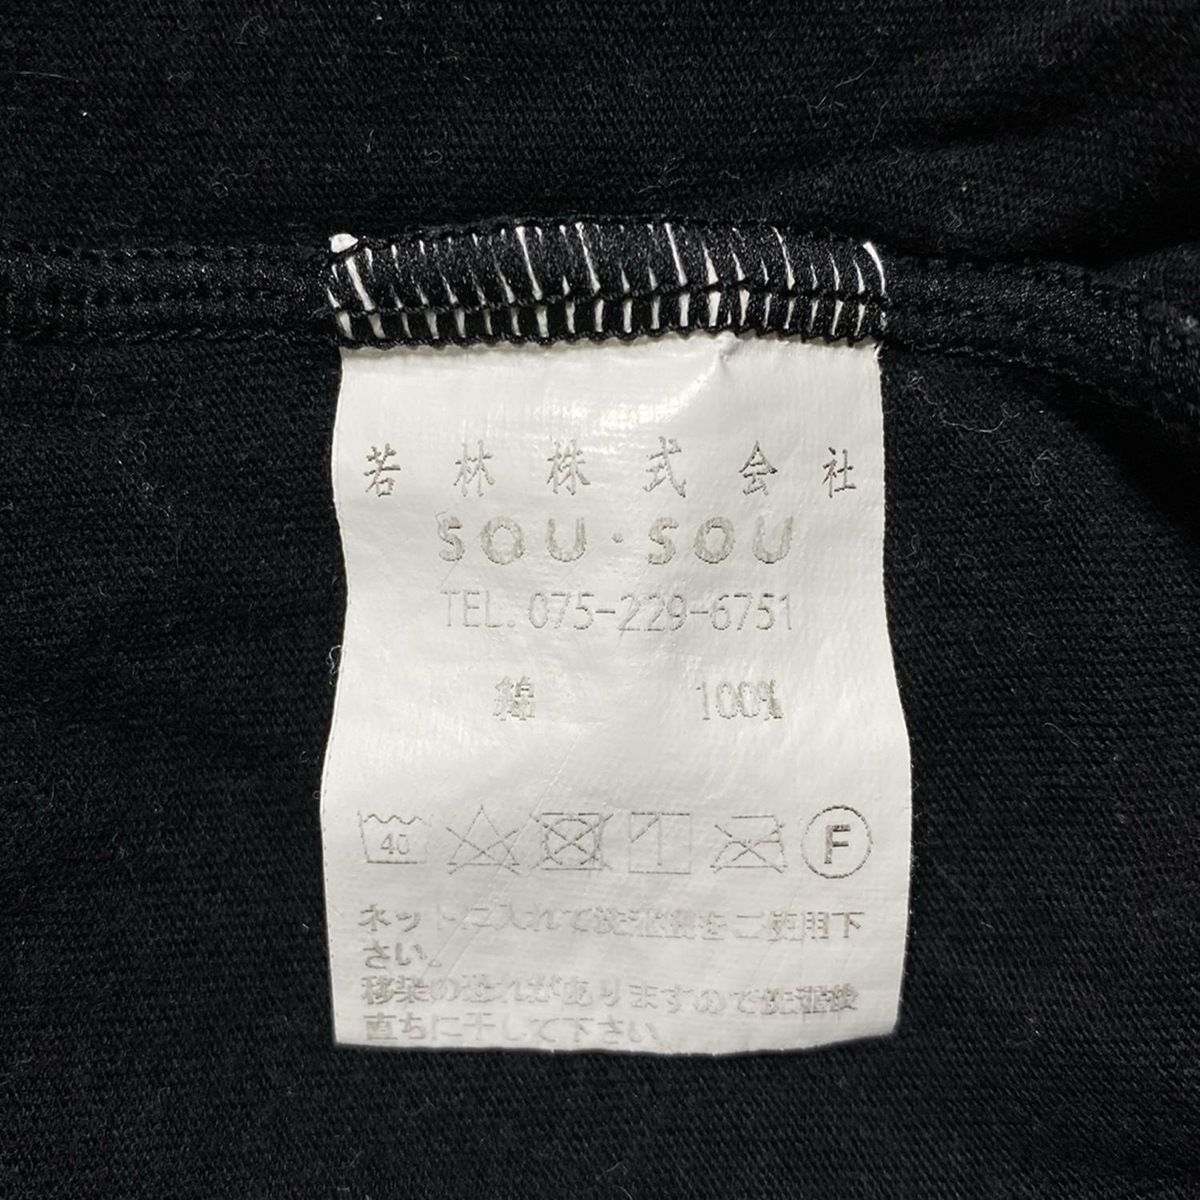 若林株式会社
SOU・SOU
TEL. 075-229-6751
綿 100%
40 F
ネットに入れて洗濯機をご使用下
さい。
移染の恐れがありますので洗濯後
直ちに干して下さい。